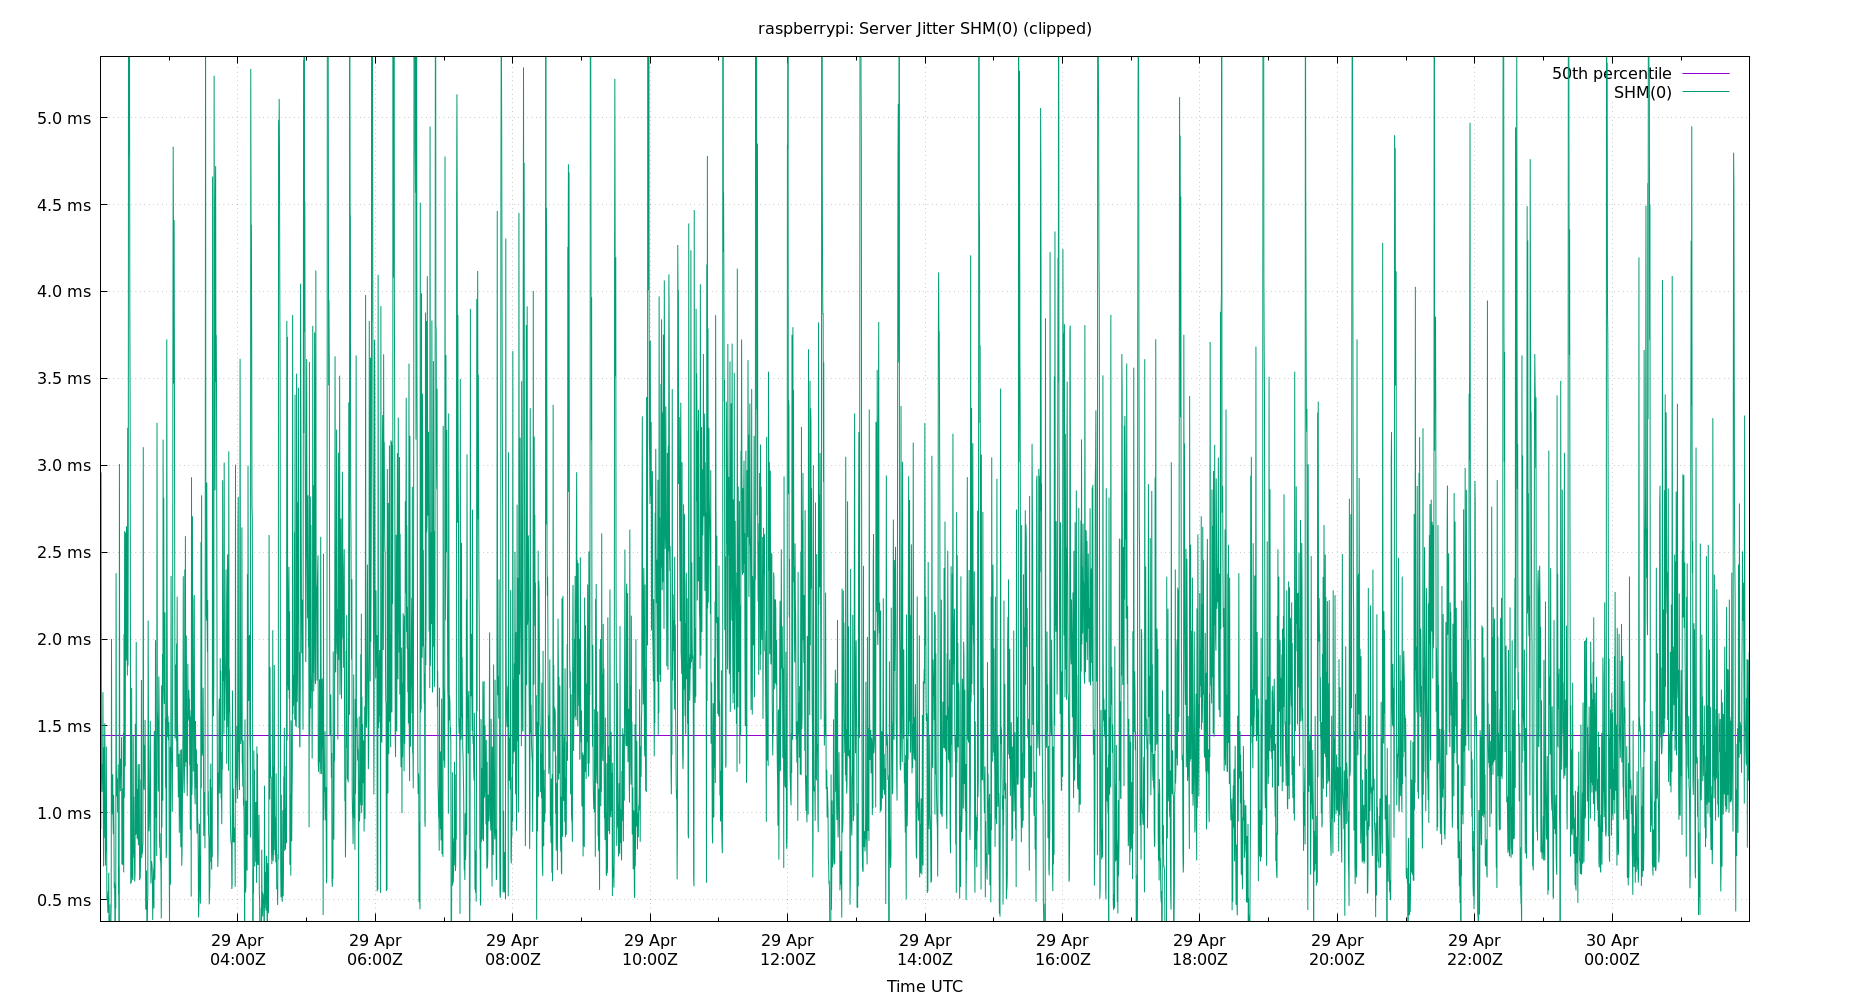 raspberrypi: Server Jitter SHM(0) (clipped)
50th percentile
SHM(0)
5.0 ms
4.5 ms
4.0 ms
3.5 ms
3.0 ms
2.5 ms
2.0 ms
1.5 ms
1.0 ms
0.5 ms
29 Apr 29 Apr 29 Apr 29 Apr 29 Apr 29 Apr 29 Apr 29 Apr 29 Apr 29 Apr 30 Apr
04:00Z 06:00Z 08:00Z 10:00Z 12:00Z 14:00Z 16:00Z 18:00Z 20:00Z 22:00Z 00:00Z
Time UTC